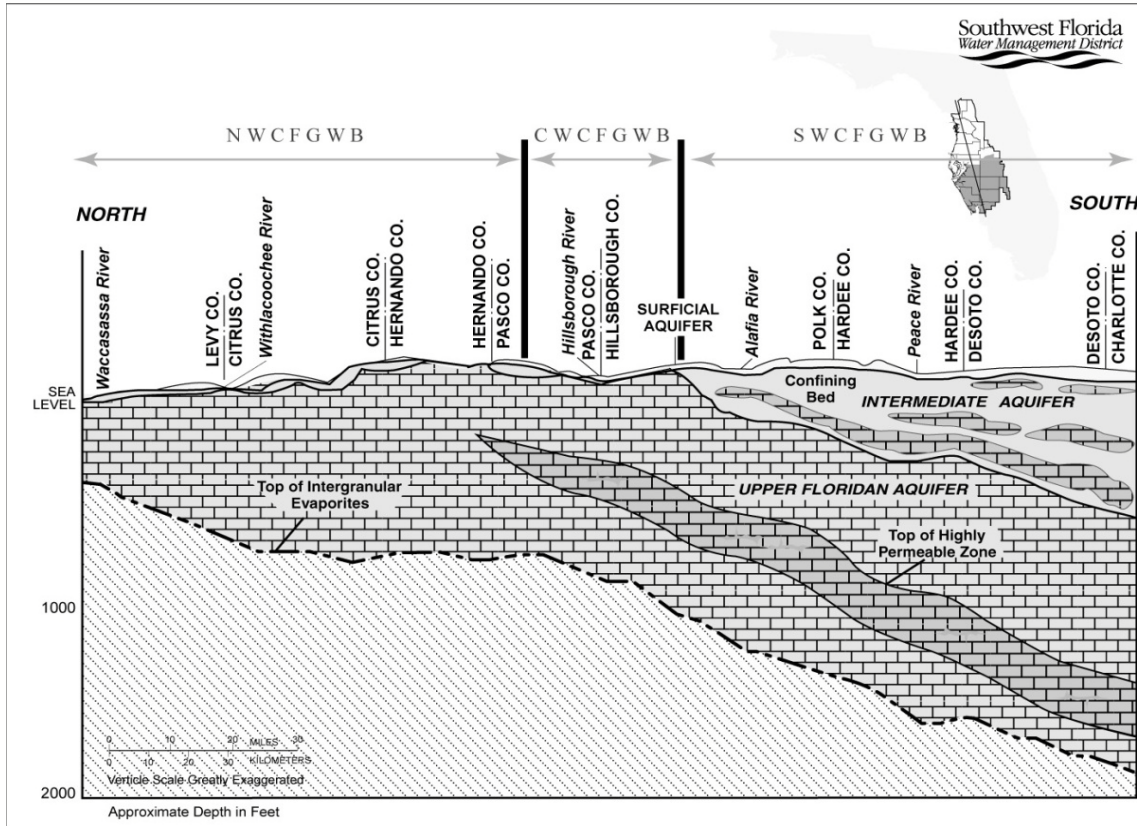 Southwest Florida
Water Management District
NWCFGWB
CWCFGWB
SWCFGWB
NORTH
SOUTH
Waccasassa River
LEVY CO.
CITRUS CO.
Withlacoochee River
CITRUS CO.
HERNANDO CO.
HERNANDO CO.
PASCO CO.
Hillsborough River
PASCO CO.
HILLSBOROUGH CO.
SURFICIAL
AQUIFER
Alafia River
POLK CO.
HARDEE CO.
Peace River
HARDEE CO.
DESOTO CO.
DESOTO CO.
CHARLOTTE CO.
SEA
LEVEL
Confining
Bed
INTERMEDIATE AQUIFER
Top of Intergranular
Evaporites
UPPER FLORIDAN AQUIFER
Top of Highly
Permeable Zone
1000
0 10 20 MILES 30
0 10 20 30 KILOMETERS
Verticle Scale Greatly Exaggerated
2000
Approximate Depth in Feet